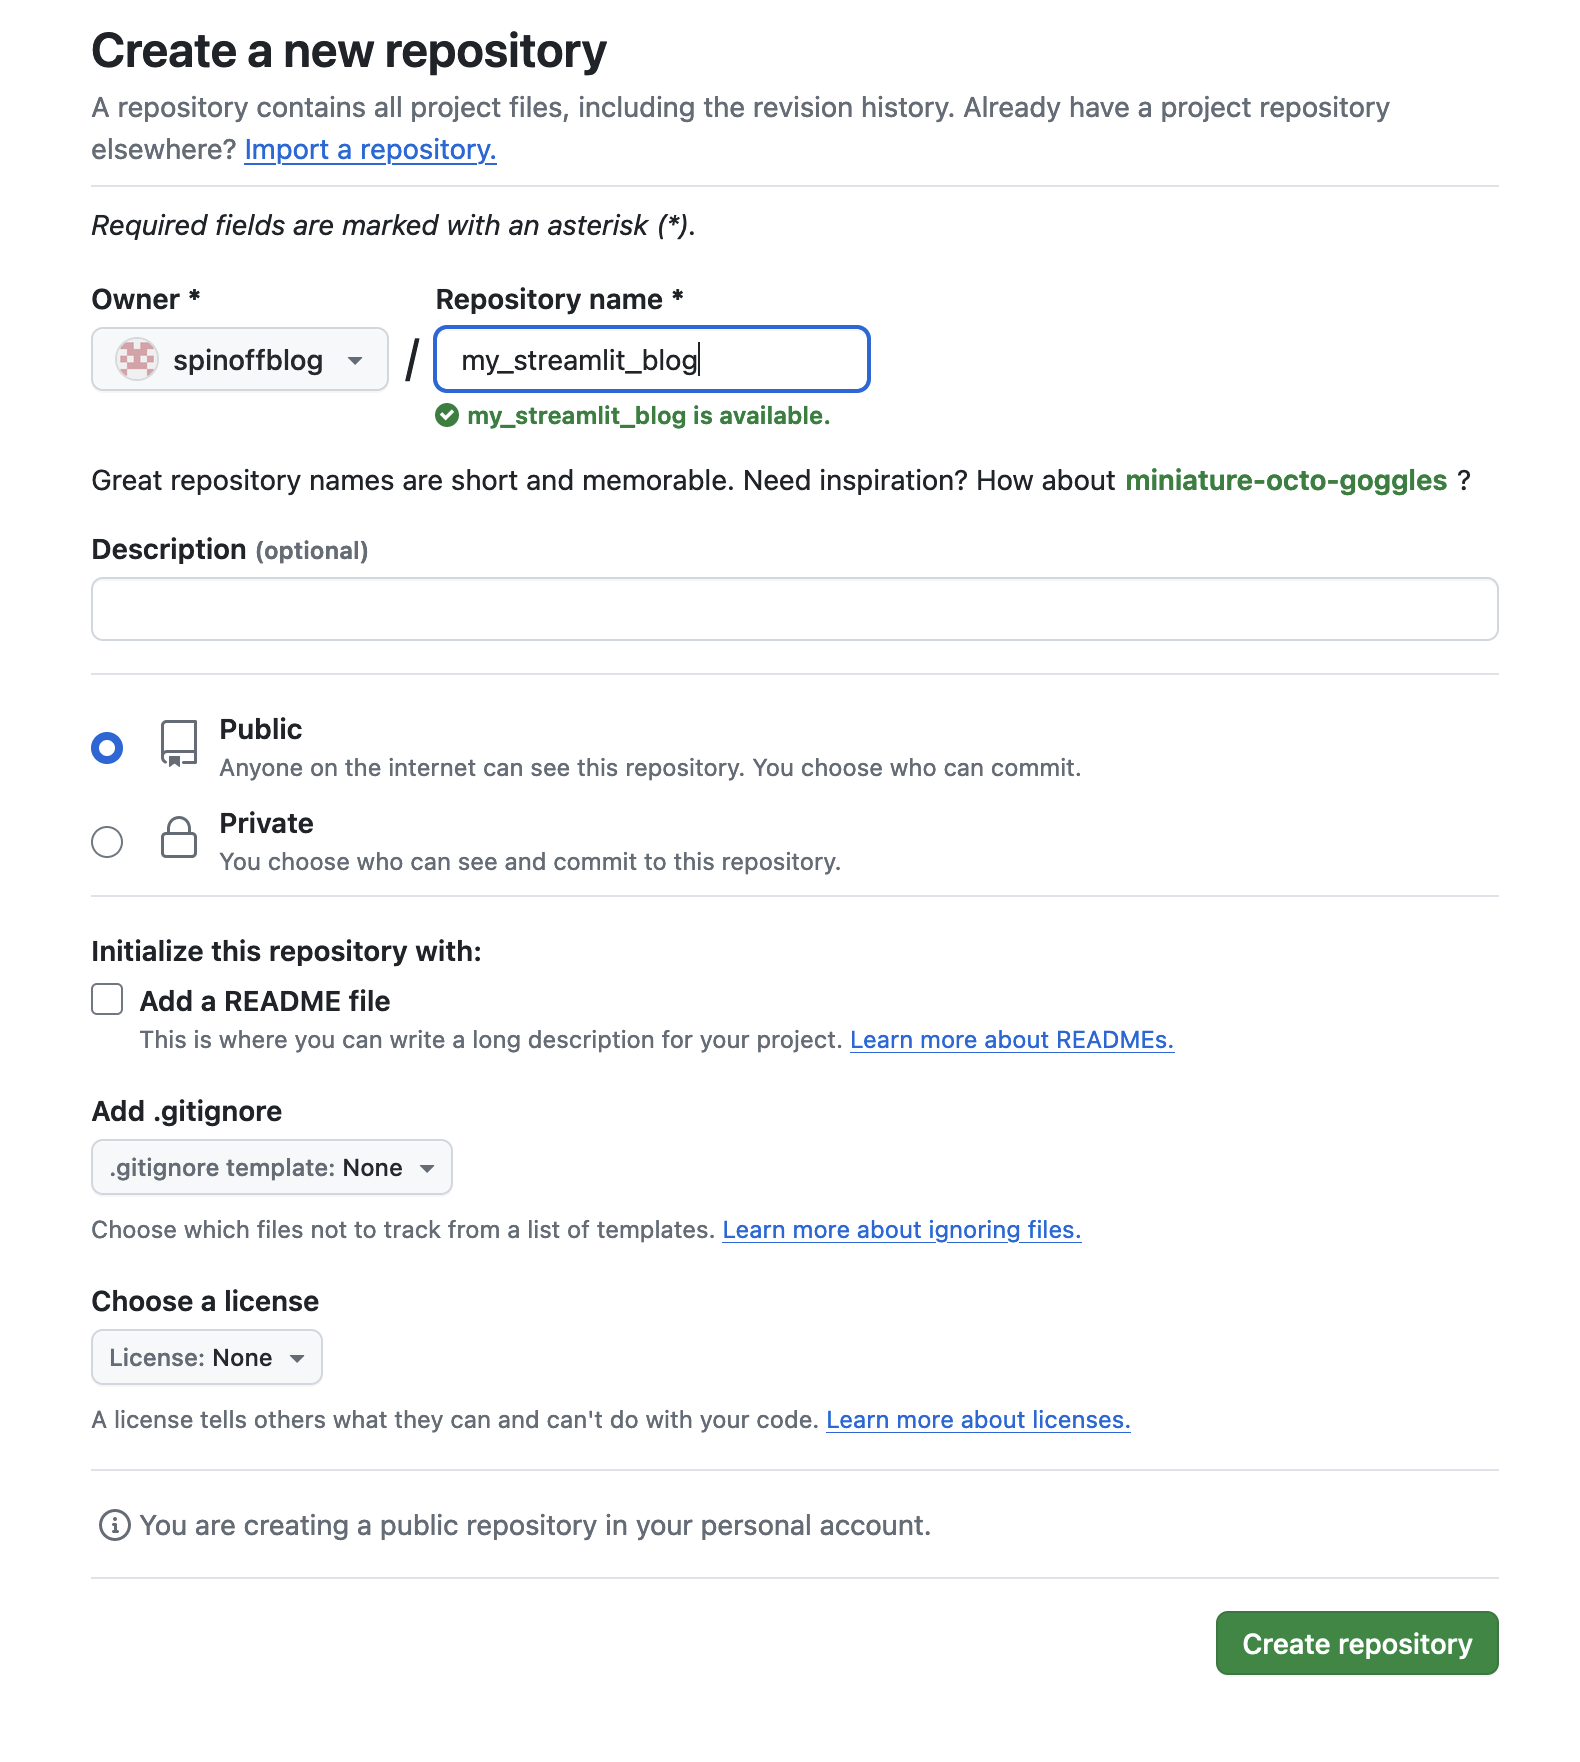 Create a new repository
A repository contains all project files, including the revision history. Already have a project repository
elsewhere? Import a repository.
Required fields are marked with an asterisk (*).
Owner *
Repository name *
spinoffblog
/
my_streamlit_blog
my_streamlit_blog is available.
Great repository names are short and memorable. Need inspiration? How about miniature-octo-goggles ?
Description (optional)
Public
Anyone on the internet can see this repository. You choose who can commit.
Private
You choose who can see and commit to this repository.
Initialize this repository with:
Add a README file
This is where you can write a long description for your project. Learn more about READMEs.
Add .gitignore
.gitignore template: None
Choose which files not to track from a list of templates. Learn more about ignoring files.
Choose a license
License: None
A license tells others what they can and can't do with your code. Learn more about licenses.
You are creating a public repository in your personal account.
Create repository